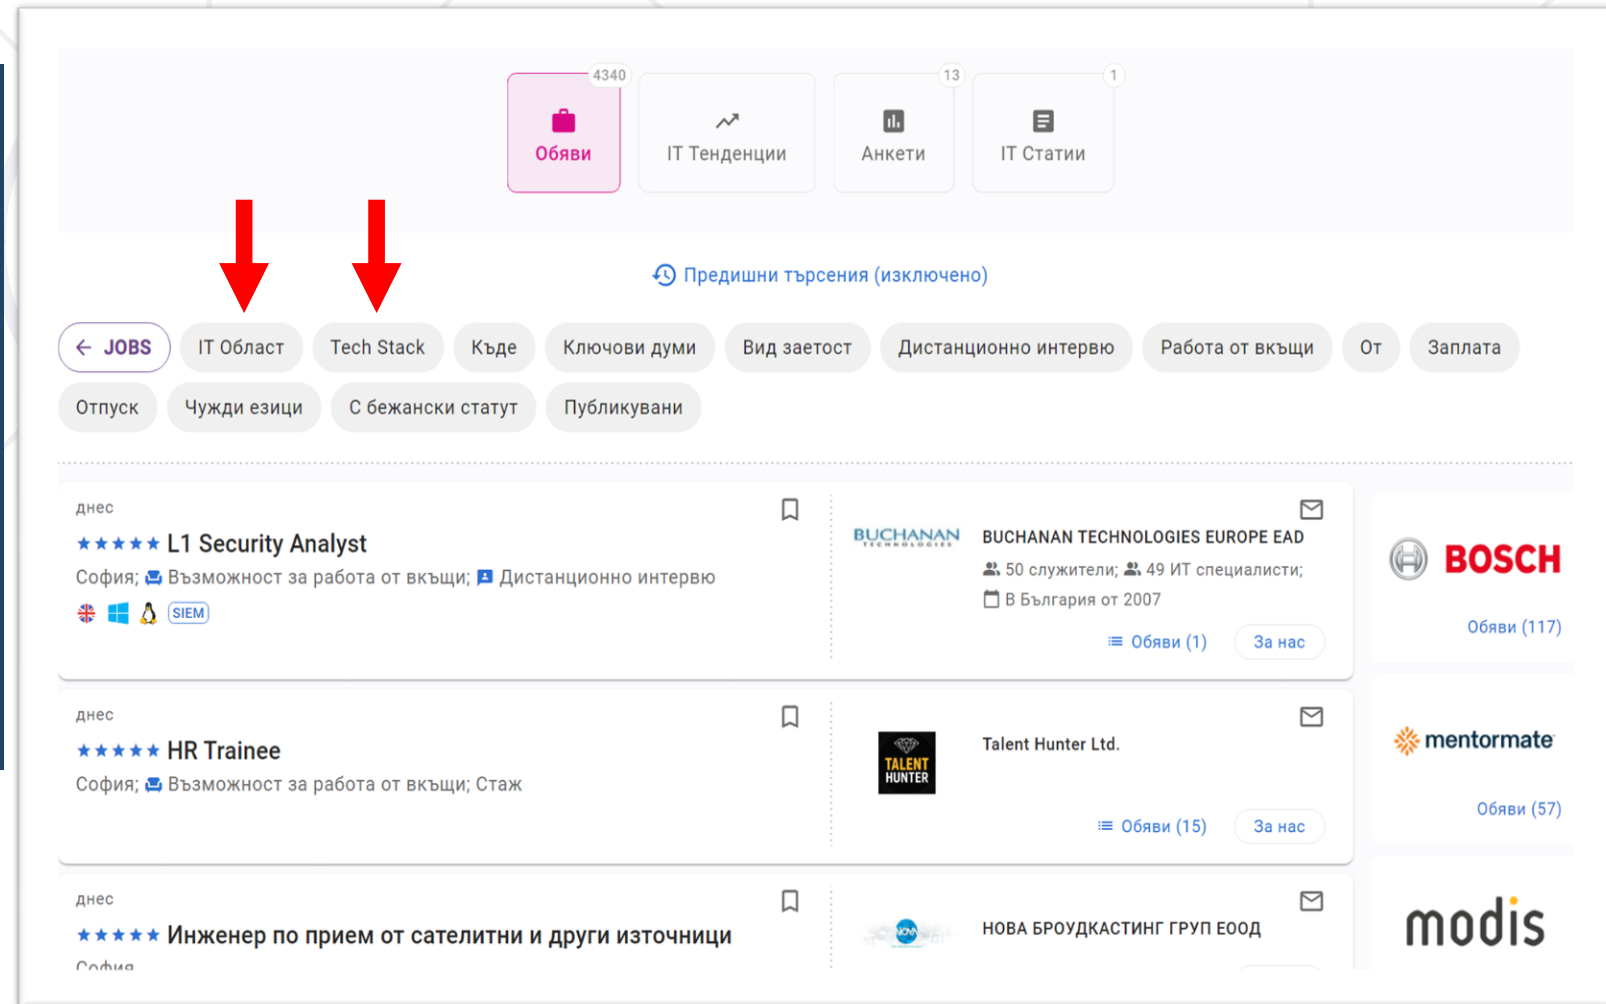 4340
13
1
Обяви
IT Тенденции
Анкети
IT Статии
Предишни търсения (изключено)
← JOBS
IT Област
Tech Stack
Къде
Ключови думи
Вид заетост
Дистанционно интервю
Работа от вкъщи
От
Заплата
Отпуск
Чужди езици
С бежански статут
Публикувани
днес
★★★★★ L1 Security Analyst
София; Възможност за работа от вкъщи; Дистанционно интервю
SIEM
BUCHANAN
TECHNOLOGIES
BUCHANAN TECHNOLOGIES EUROPE EAD
50 служители; 49 ИТ специалисти;
В България от 2007
Обяви (1)
За нас
BOSCH
Обяви (117)
днес
★★★★★ HR Trainee
София; Възможност за работа от вкъщи; Стаж
TALENT
HUNTER
Talent Hunter Ltd.
Обяви (15)
За нас
mentormate
Обяви (57)
днес
★★★★★ Инженер по прием от сателитни и други източници
София
NOVA
НОВА БРОУДКАСТИНГ ГРУП ЕООД
modis